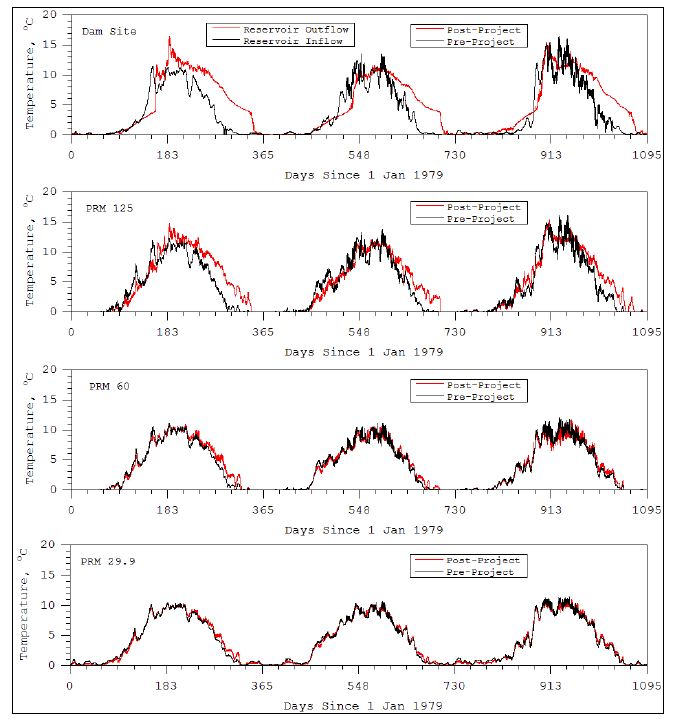 20
Dam Site
Reservoir Outflow
Reservoir Inflow
Post-Project
Pre-Project
15
10
5
0
Temperature, °C
0 183 365 548 730 913 1095
Days Since 1 Jan 1979
20
PRM 125
Post-Project
Pre-Project
15
10
5
0
Temperature, °C
0 183 365 548 730 913 1095
Days Since 1 Jan 1979
20
PRM 60
Post-Project
Pre-Project
15
10
5
0
Temperature, °C
0 183 365 548 730 913 1095
Days Since 1 Jan 1979
20
PRM 29.9
Post-Project
Pre-Project
15
10
5
0
Temperature, °C
0 183 365 548 730 913 1095
Days Since 1 Jan 1979